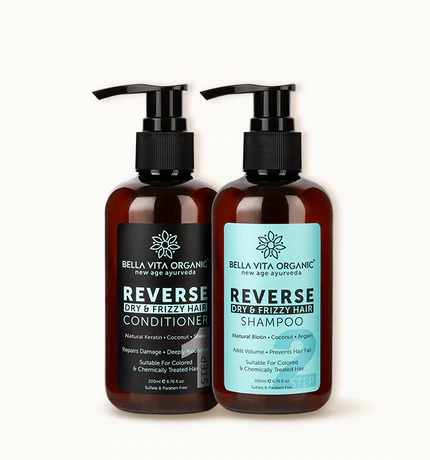 BELLA VITA ORGANIC®
new age ayurveda
REVERSE
DRY & FRIZZY HAIR
CONDITIONER
Natural Keratin • Coconut • Shea
Repairs Damage • Deeply
Suitable For Colored
& Chemically Treated Hair
200ml e 6.76 fl oz
Sulfate & Paraben Free
STEP
BELLA VITA ORGANIC®
new age ayurveda
REVERSE
DRY & FRIZZY HAIR
SHAMPOO
Natural Biotin • Coconut • Argan
Adds Volume • Prevents Hair Fall
Suitable For Colored
& Chemically Treated Hair
200ml e 6.76 fl oz
Sulfate & Paraben Free
2
STEP